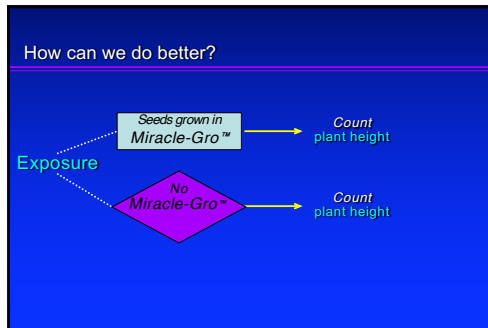 How can we do better?
Seeds grown in
Miracle-Gro™
Count
plant height
Exposure
No
Miracle-Gro™
Count
plant height